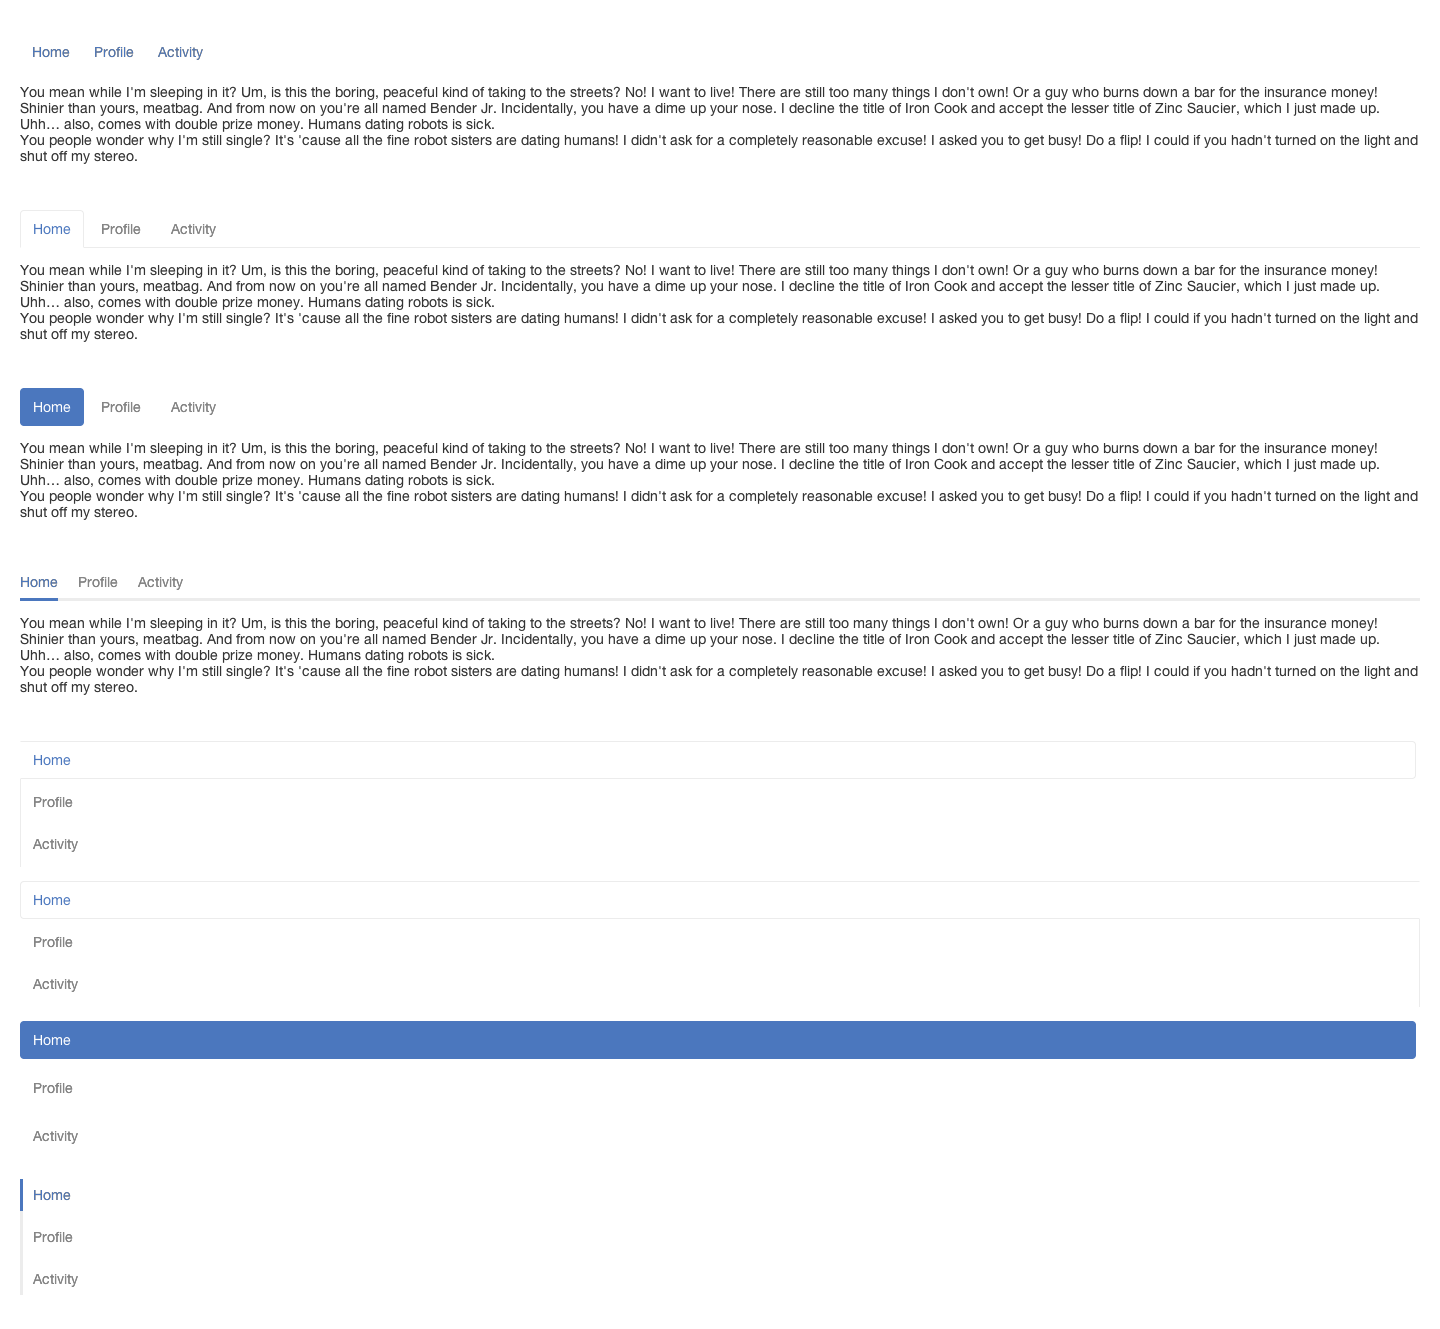 Home Profile Activity
You mean while I'm sleeping in it? Um, is this the boring, peaceful kind of taking to the streets? No! I want to live! There are still too many things I don't own! Or a guy who burns down a bar for the insurance money!
Shinier than yours, meatbag. And from now on you're all named Bender Jr. Incidentally, you have a dime up your nose. I decline the title of Iron Cook and accept the lesser title of Zinc Saucier, which I just made up.
Uhh… also, comes with double prize money. Humans dating robots is sick.
You people wonder why I'm still single? It's 'cause all the fine robot sisters are dating humans! I didn't ask for a completely reasonable excuse! I asked you to get busy! Do a flip! I could if you hadn't turned on the light and
shut off my stereo.
Home Profile Activity
You mean while I'm sleeping in it? Um, is this the boring, peaceful kind of taking to the streets? No! I want to live! There are still too many things I don't own! Or a guy who burns down a bar for the insurance money!
Shinier than yours, meatbag. And from now on you're all named Bender Jr. Incidentally, you have a dime up your nose. I decline the title of Iron Cook and accept the lesser title of Zinc Saucier, which I just made up.
Uhh… also, comes with double prize money. Humans dating robots is sick.
You people wonder why I'm still single? It's 'cause all the fine robot sisters are dating humans! I didn't ask for a completely reasonable excuse! I asked you to get busy! Do a flip! I could if you hadn't turned on the light and
shut off my stereo.
Home Profile Activity
You mean while I'm sleeping in it? Um, is this the boring, peaceful kind of taking to the streets? No! I want to live! There are still too many things I don't own! Or a guy who burns down a bar for the insurance money!
Shinier than yours, meatbag. And from now on you're all named Bender Jr. Incidentally, you have a dime up your nose. I decline the title of Iron Cook and accept the lesser title of Zinc Saucier, which I just made up.
Uhh… also, comes with double prize money. Humans dating robots is sick.
You people wonder why I'm still single? It's 'cause all the fine robot sisters are dating humans! I didn't ask for a completely reasonable excuse! I asked you to get busy! Do a flip! I could if you hadn't turned on the light and
shut off my stereo.
Home Profile Activity
You mean while I'm sleeping in it? Um, is this the boring, peaceful kind of taking to the streets? No! I want to live! There are still too many things I don't own! Or a guy who burns down a bar for the insurance money!
Shinier than yours, meatbag. And from now on you're all named Bender Jr. Incidentally, you have a dime up your nose. I decline the title of Iron Cook and accept the lesser title of Zinc Saucier, which I just made up.
Uhh… also, comes with double prize money. Humans dating robots is sick.
You people wonder why I'm still single? It's 'cause all the fine robot sisters are dating humans! I didn't ask for a completely reasonable excuse! I asked you to get busy! Do a flip! I could if you hadn't turned on the light and
shut off my stereo.
Home
Profile
Activity
Home
Profile
Activity
Home
Profile
Activity
Home
Profile
Activity